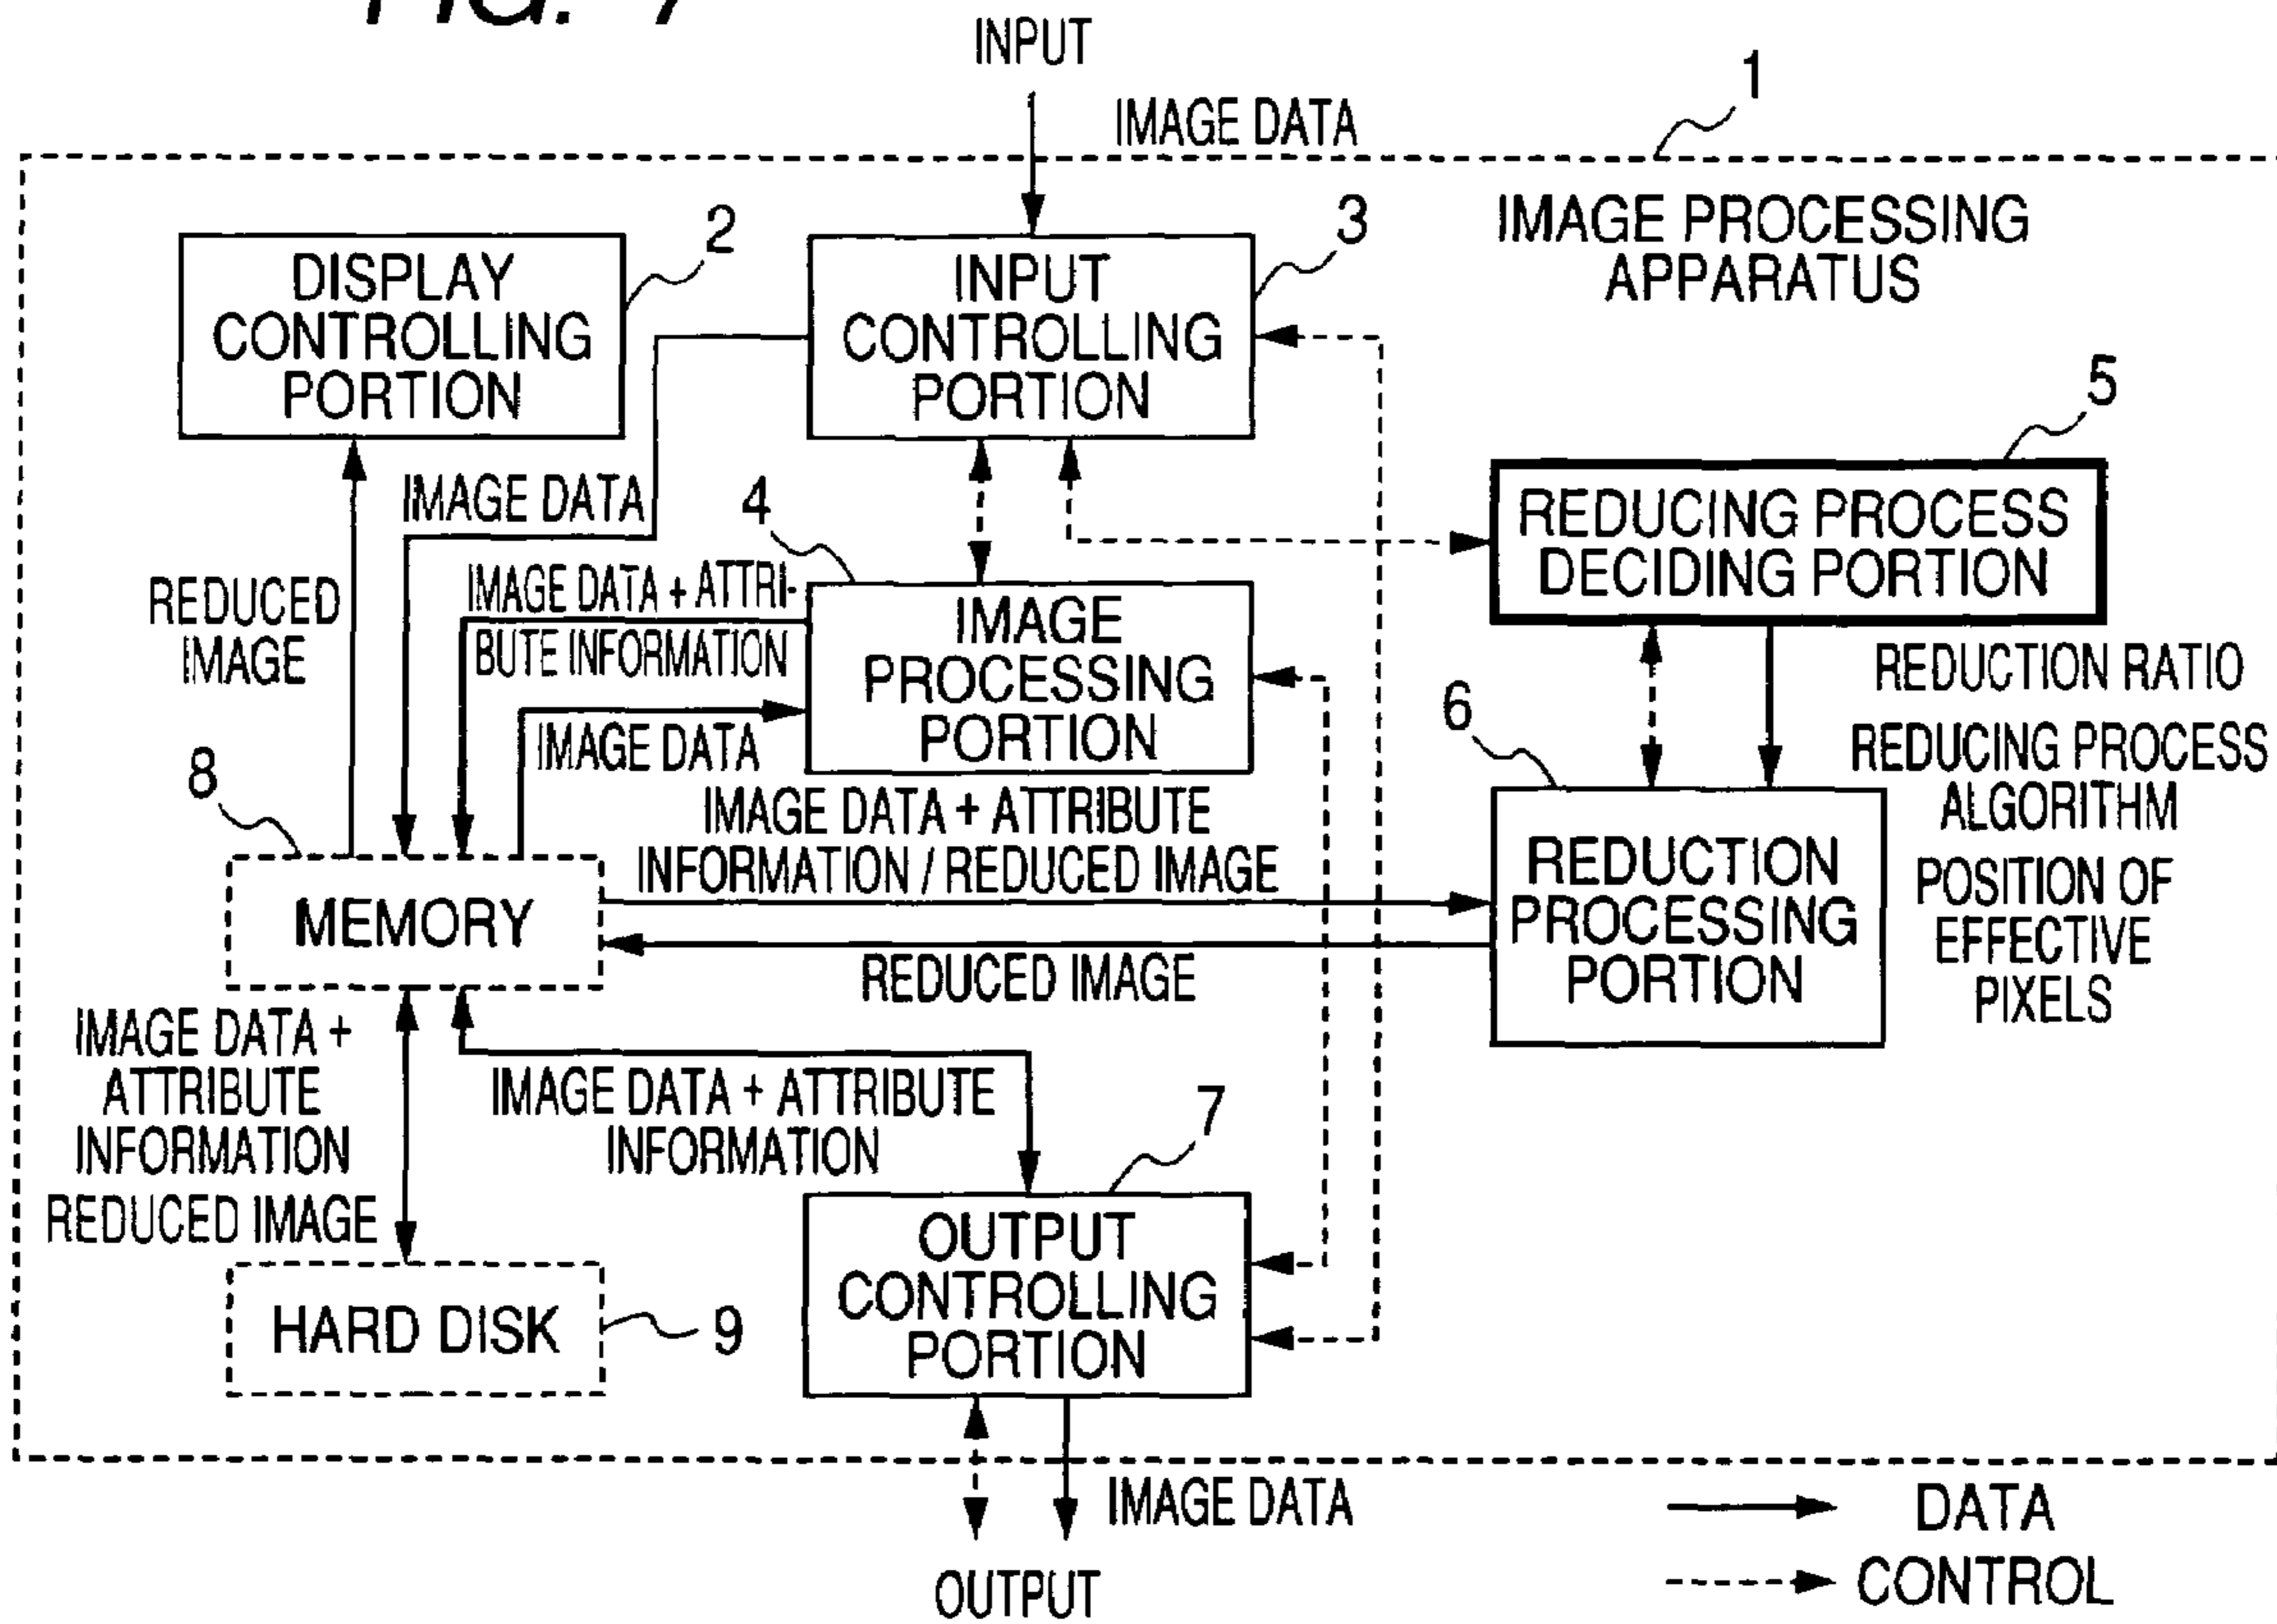 INPUT
IMAGE DATA
1
IMAGE PROCESSING
APPARATUS
2
DISPLAY
CONTROLLING
PORTION
3
INPUT
CONTROLLING
PORTION
5
REDUCING PROCESS
DECIDING PORTION
IMAGE DATA
4
REDUCED
IMAGE
IMAGE DATA + ATTRI-
BUTE INFORMATION
IMAGE
PROCESSING
PORTION
IMAGE DATA
REDUCTION RATIO
REDUCING PROCESS
ALGORITHM
POSITION OF
EFFECTIVE
PIXELS
6
REDUCTION
PROCESSING
PORTION
8
MEMORY
IMAGE DATA + ATTRIBUTE
INFORMATION / REDUCED IMAGE
REDUCED IMAGE
IMAGE DATA +
ATTRIBUTE
INFORMATION
REDUCED IMAGE
IMAGE DATA + ATTRIBUTE
INFORMATION
7
OUTPUT
CONTROLLING
PORTION
HARD DISK
9
IMAGE DATA
OUTPUT
DATA
CONTROL